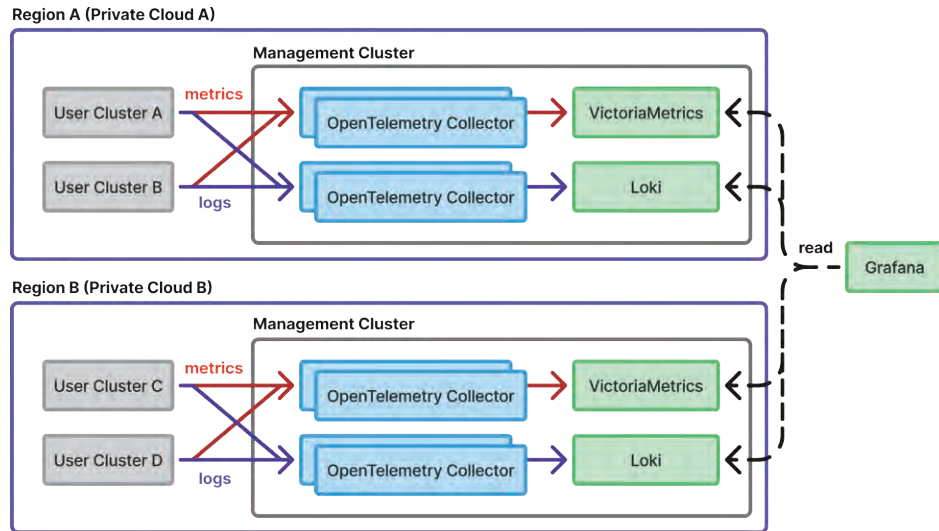 Region A (Private Cloud A)
Management Cluster
metrics
User Cluster A
OpenTelemetry Collector
VictoriaMetrics
User Cluster B
logs
OpenTelemetry Collector
Loki
read
Grafana
Region B (Private Cloud B)
Management Cluster
metrics
User Cluster C
OpenTelemetry Collector
VictoriaMetrics
User Cluster D
logs
OpenTelemetry Collector
Loki